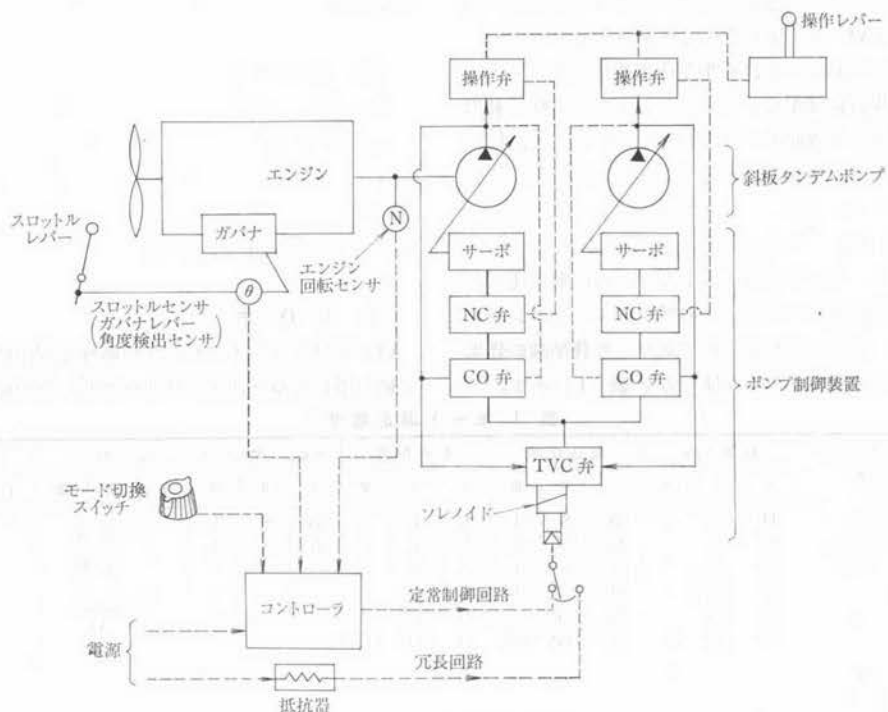 操作レバー
操作弁
操作弁
エンジン
斜板タンデムポンプ
ガバナ
N
スロットル
レバー
エンジン
回転センサ
サーボ
サーボ
θ
スロットルセンサ
(ガバナレバー
角度検出センサ)
NC 弁
NC 弁
CO 弁
CO 弁
ポンプ制御装置
TVC 弁
モード切換
スイッチ
ソレノイド
コントローラ
定常制御回路
電源
冗長回路
抵抗器